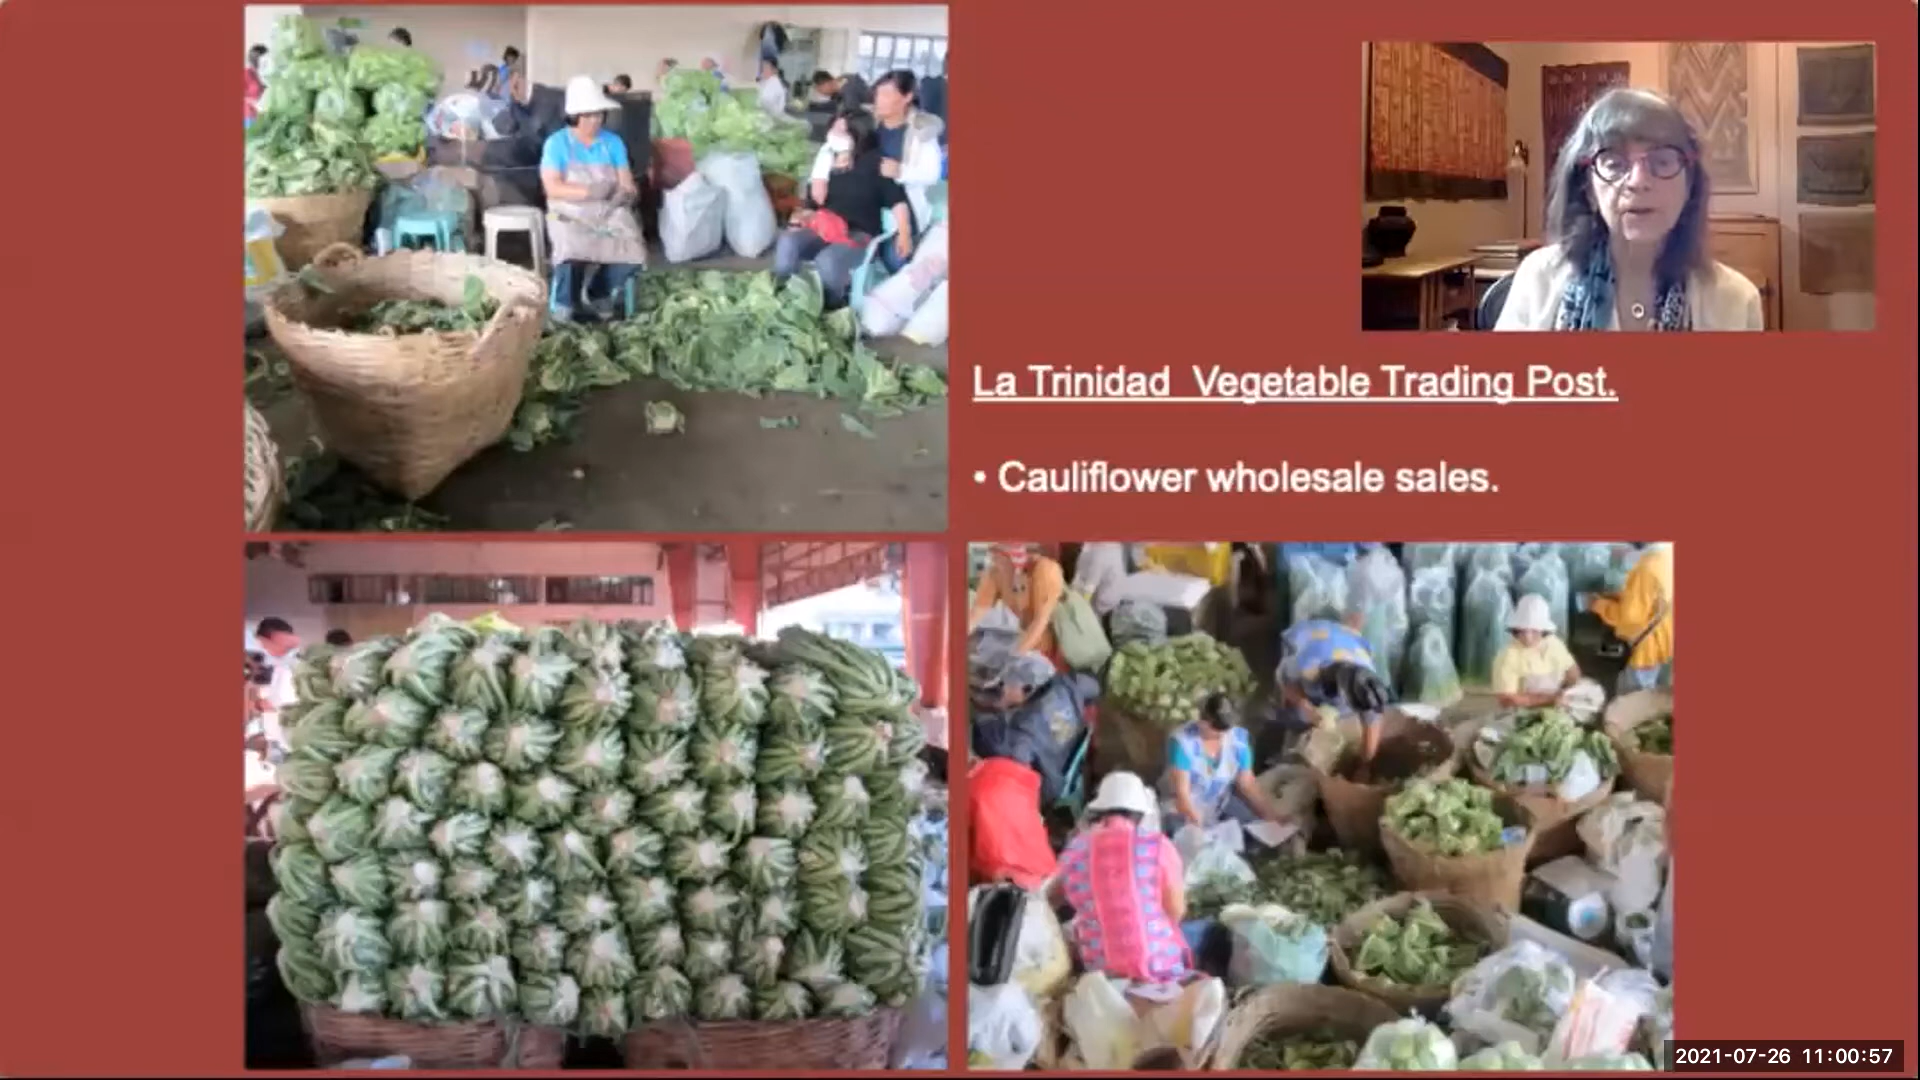 La Trinidad  Vegetable Trading Post.
• Cauliflower wholesale sales.
2021-07-26 11:00:57